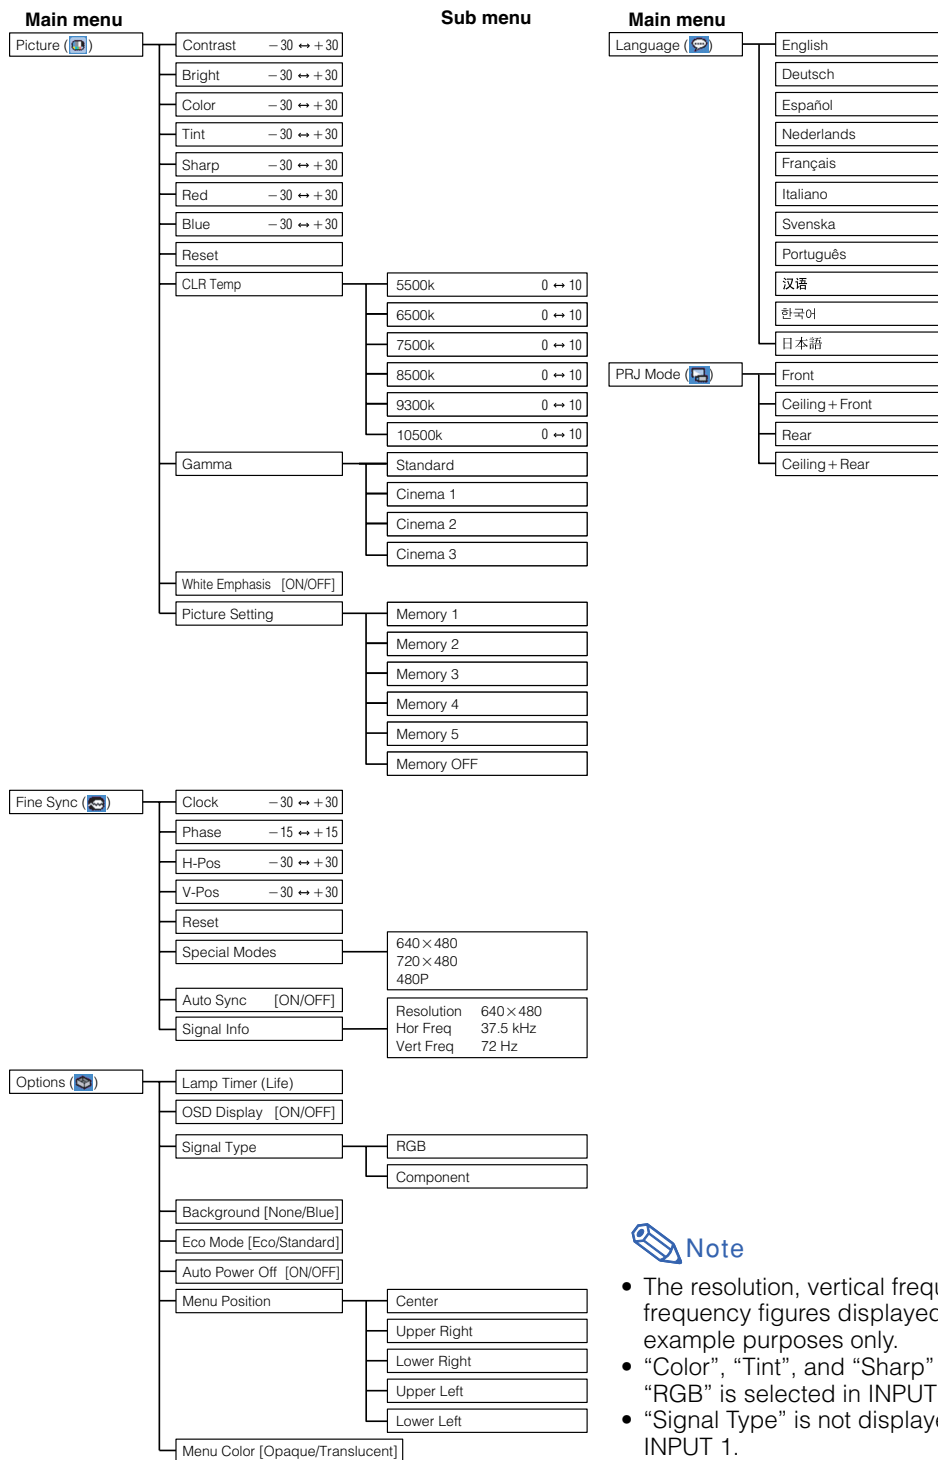 Main menu
Sub menu
Picture ( )
Contrast −30 ↔ +30
Bright −30 ↔ +30
Color −30 ↔ +30
Tint −30 ↔ +30
Sharp −30 ↔ +30
Red −30 ↔ +30
Blue −30 ↔ +30
Reset
CLR Temp
5500k 0 ↔ 10
6500k 0 ↔ 10
7500k 0 ↔ 10
8500k 0 ↔ 10
9300k 0 ↔ 10
10500k 0 ↔ 10
Gamma
Standard
Cinema 1
Cinema 2
Cinema 3
White Emphasis [ON/OFF]
Picture Setting
Memory 1
Memory 2
Memory 3
Memory 4
Memory 5
Memory OFF
Fine Sync ( )
Clock −30 ↔ +30
Phase −15 ↔ +15
H-Pos −30 ↔ +30
V-Pos −30 ↔ +30
Reset
Special Modes
640×480
720×480
480P
Auto Sync [ON/OFF]
Signal Info
Resolution 640×480
Hor Freq 37.5 kHz
Vert Freq 72 Hz
Options ( )
Lamp Timer (Life)
OSD Display [ON/OFF]
Signal Type
RGB
Component
Background [None/Blue]
Eco Mode [Eco/Standard]
Auto Power Off [ON/OFF]
Menu Position
Center
Upper Right
Lower Right
Upper Left
Lower Left
Menu Color [Opaque/Translucent]
Main menu
Language ( )
English
Deutsch
Español
Nederlands
Français
Italiano
Svenska
Português
汉语
한국어
日本語
PRJ Mode ( )
Front
Ceiling+Front
Rear
Ceiling+Rear
Note
• The resolution, vertical
frequency figures displayed
example purposes only.
• “Color”, “Tint”, and “Sharp”
“RGB” is selected in INPUT
• “Signal Type” is not
INPUT 1.